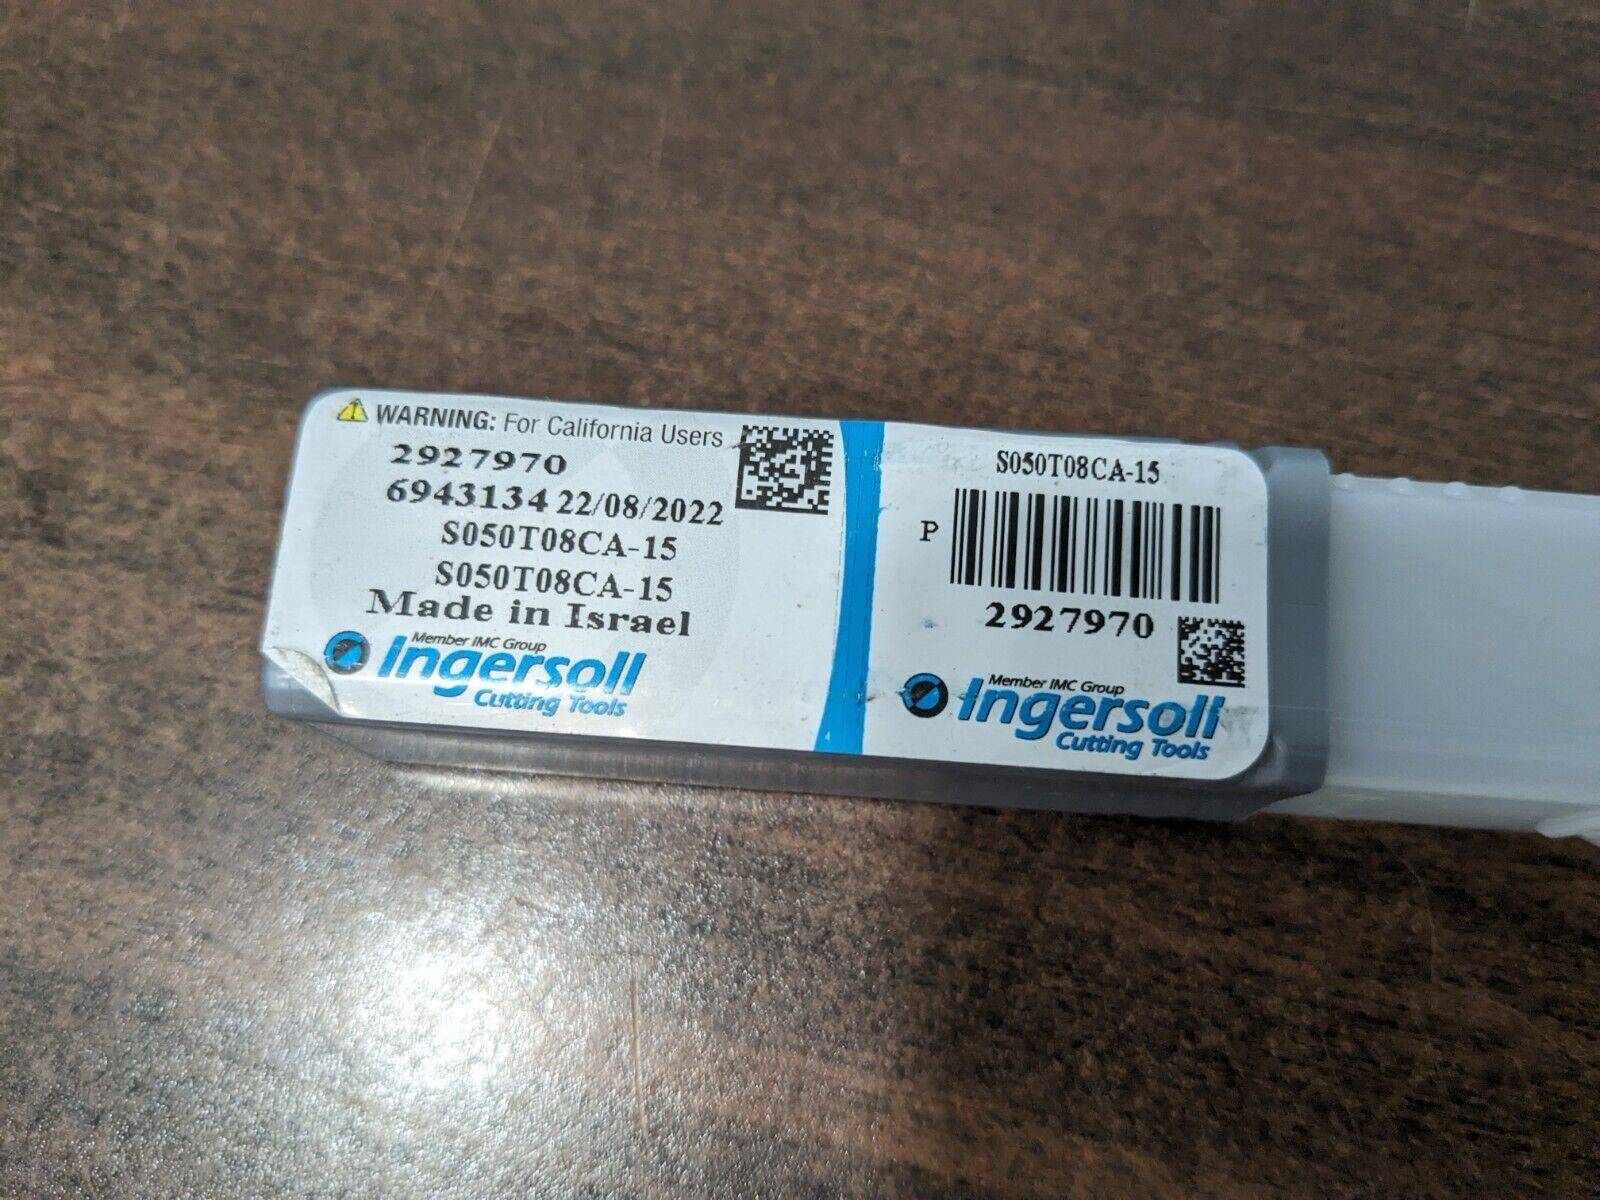 WARNING: For California Users
2927970
6943134 22/08/2022
S050T08CA-15
S050T08CA-15
Made in Israel
Member IMC Group
Ingersoll
Cutting Tools
S050T08CA-15
P
2927970
Member IMC Group
Ingersoll
Cutting Tools